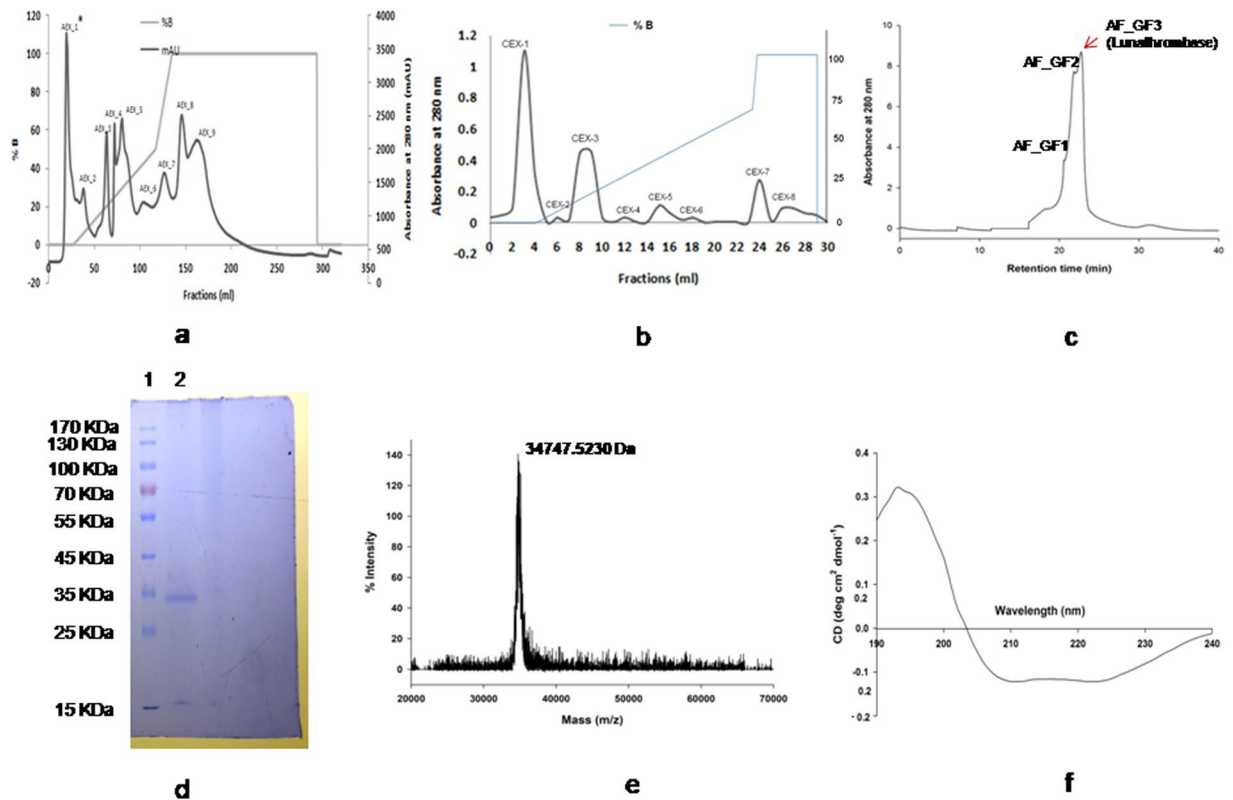 120
100
80
60
40
20
0
-20
% B
AEX_1*
AEX_2
AEX_3
AEX_4
AEX_5
AEX_6
AEX_7
AEX_8
AEX_9
%B
mAU
4000
3500
3000
2500
2000
1500
1000
500
0
Absorbance at 280 nm (mAU)
0 50 100 150 200 250 300 350
Fractions (ml)
a
% B
1.2
1
0.8
0.6
0.4
0.2
0
-0.2
Absorbance at 280 nm
CEX-1
CEX-2
CEX-3
CEX-4
CEX-5
CEX-6
CEX-7
CEX-8
100
75
50
25
0
0 2 4 6 8 10 12 14 16 18 20 22 24 26 28 30
Fractions (ml)
b
10
8
6
4
2
0
Absorbance at 280 nm
AF_GF1
AF_GF2
AF_GF3
(Lunathrombase)
0 10 20 30 40
Retention time (min)
c
1 2
170 KDa
130 KDa
100 KDa
70 KDa
55 KDa
45 KDa
35 KDa
25 KDa
15 KDa
d
34747.5230 Da
140
120
100
80
60
40
20
0
% Intensity
20000 30000 40000 50000 60000 70000
Mass (m/z)
e
0.4
0.3
0.2
0.1
0.2
0.0
-0.1
0.2
-0.2
CD (deg cm² dmol⁻¹)
Wavelength (nm)
190 200 210 220 230 240
f